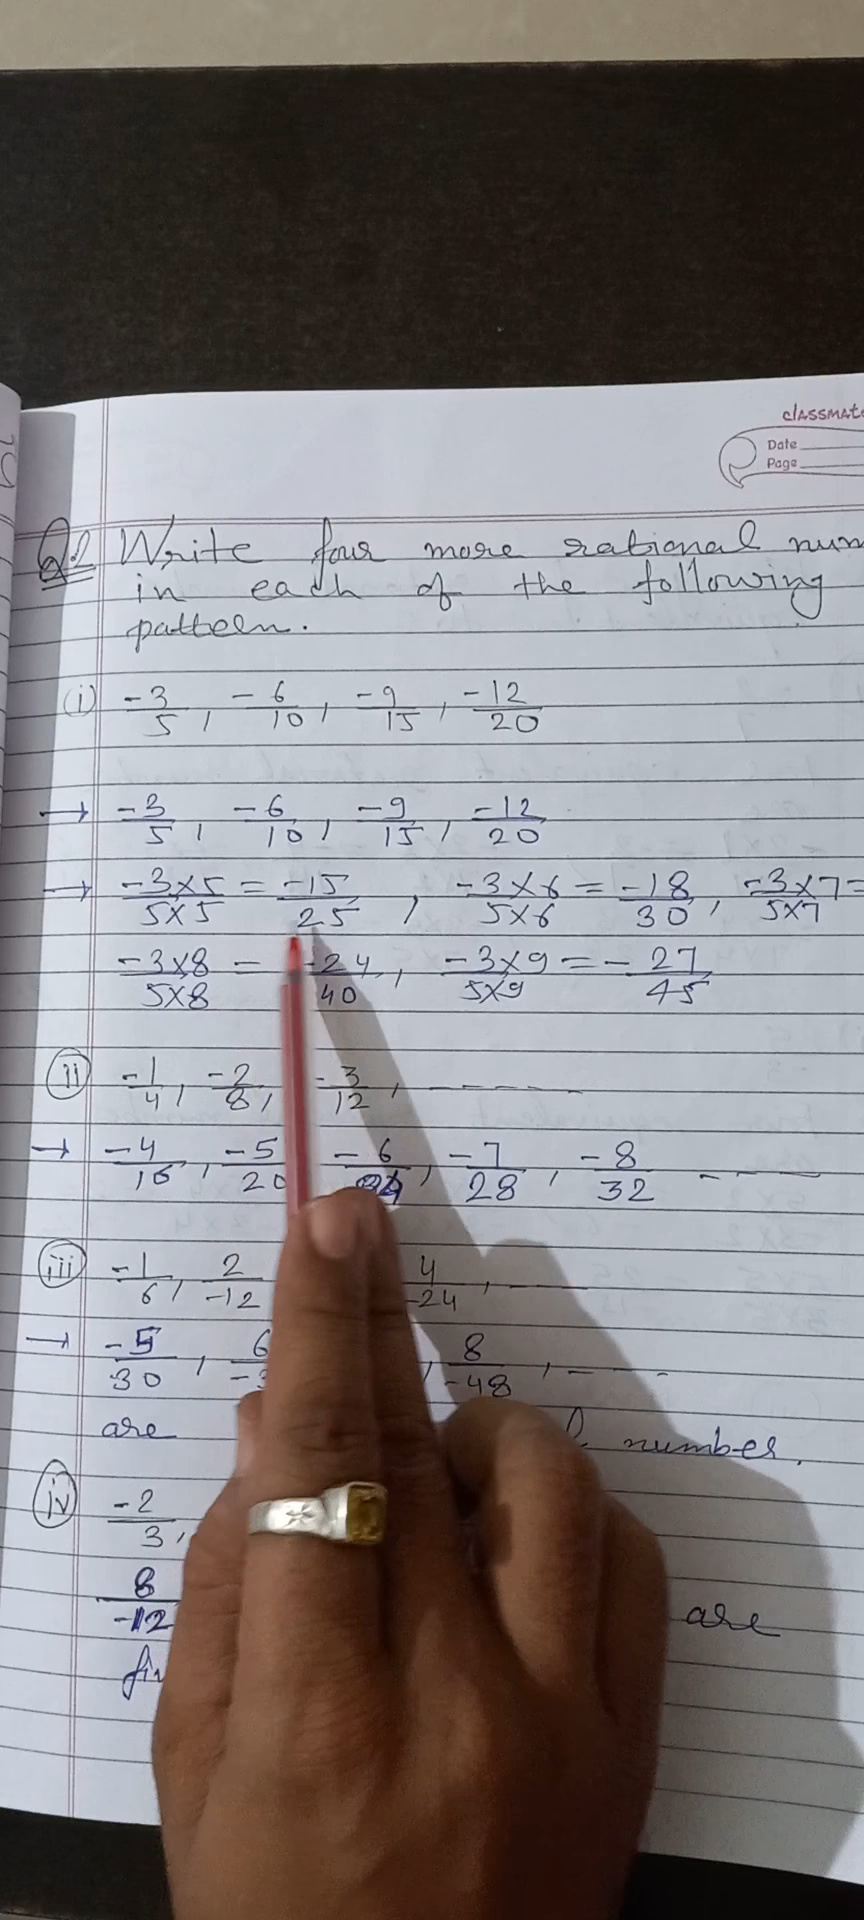 classmate
Date
Page
Q.2 Write four more rational num
in each of the following
pattern.
(i) -3/5, -6/10, -9/15, -12/20
→ -3/5, -6/10, -9/15, -12/20
→ -3×5/5×5 = -15/25, -3×6/5×6 = -18/30, -3×7/5×7 =
-3×8/5×8 = -24/40, -3×9/5×9 = -27/45
(ii) -1/4, -2/8, -3/12, -----
→ -4/16, -5/20 -6/24, -7/28, -8/32 ----
(iii) -1/6, 2/-12 4/-24, ----
→ -5/30, 6 , 8/-48, ---
are number.
(iv) -2/3,
8/-12 are